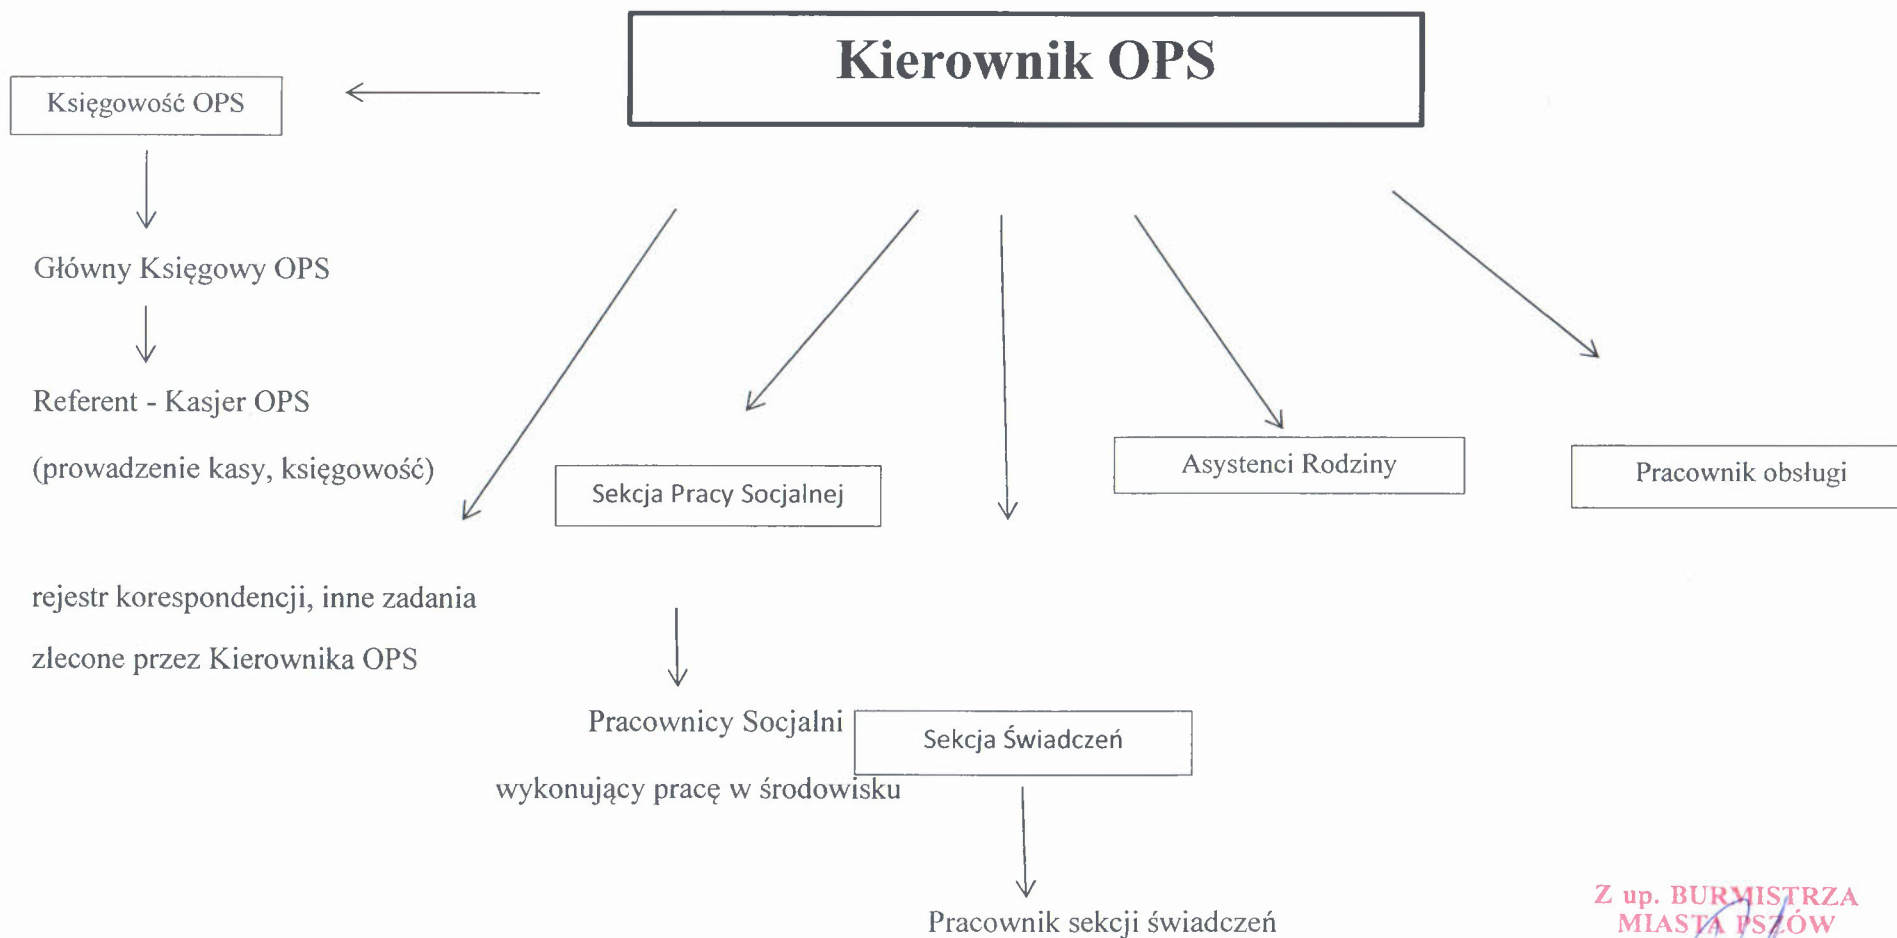 Kierownik OPS
Księgowość OPS
Główny Księgowy OPS
Referent - Kasjer OPS
(prowadzenie kasy, księgowość)
rejestr korespondencji, inne zadania
zlecone przez Kierownika OPS
Sekcja Pracy Socjalnej
Pracownicy Socjalni
wykonujący pracę w środowisku
Sekcja Świadczeń
Pracownik sekcji świadczeń
Asystenci Rodziny
Pracownik obsługi
Z up. BURMISTRZA
MIASTA PSZÓW